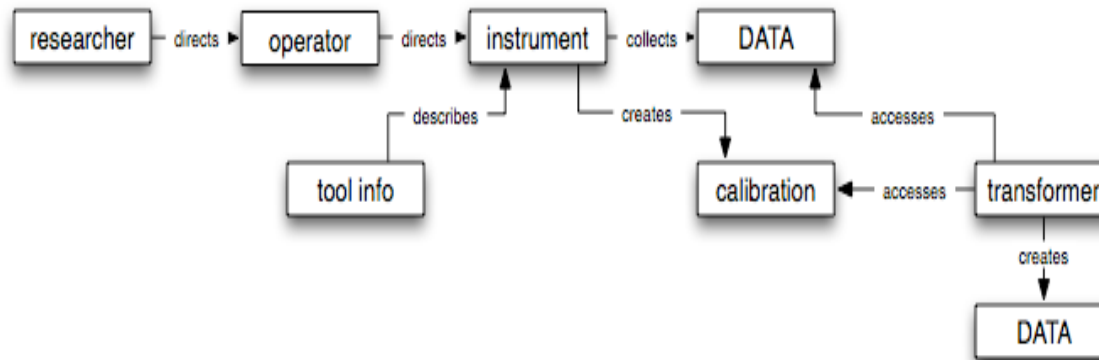 researcher directs operator directs instrument collects DATA
describes creates accesses
tool info calibration accesses transformer
creates
DATA